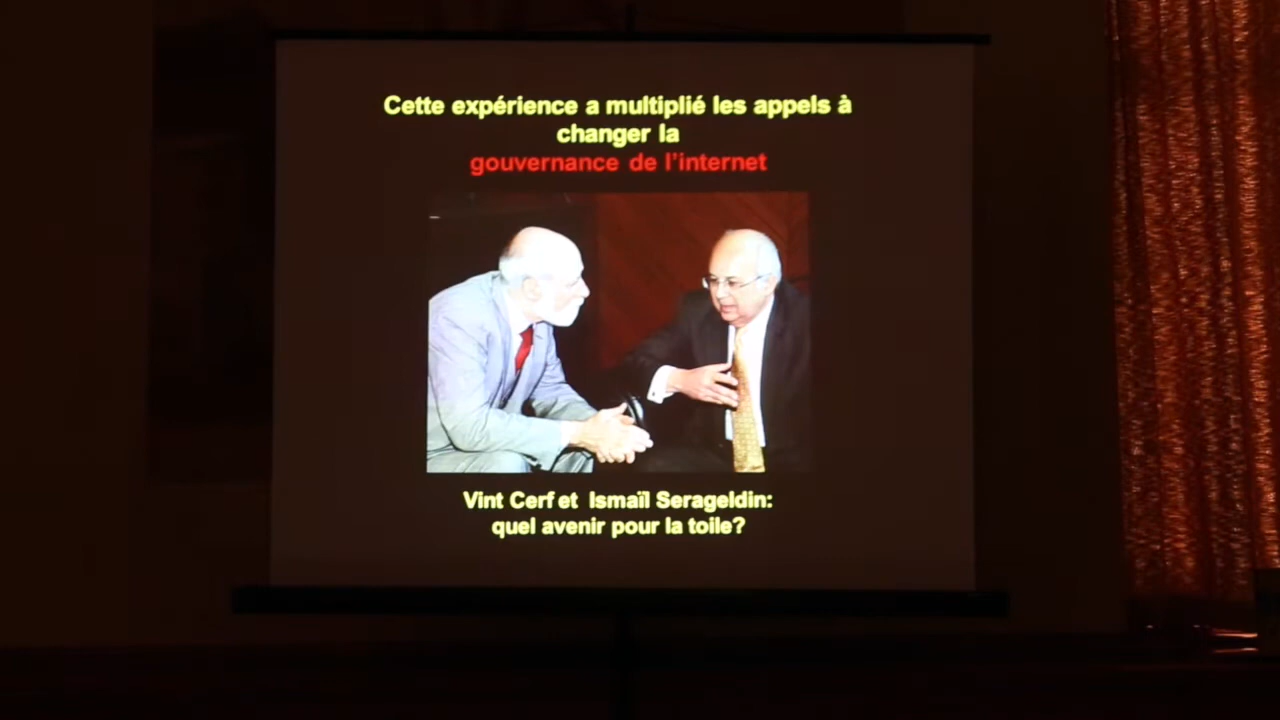 Cette expérience a multiplié les appels à
changer la
gouvernance de l'internet
Vint Cerf et Ismaïl Serageldin:
quel avenir pour la toile?